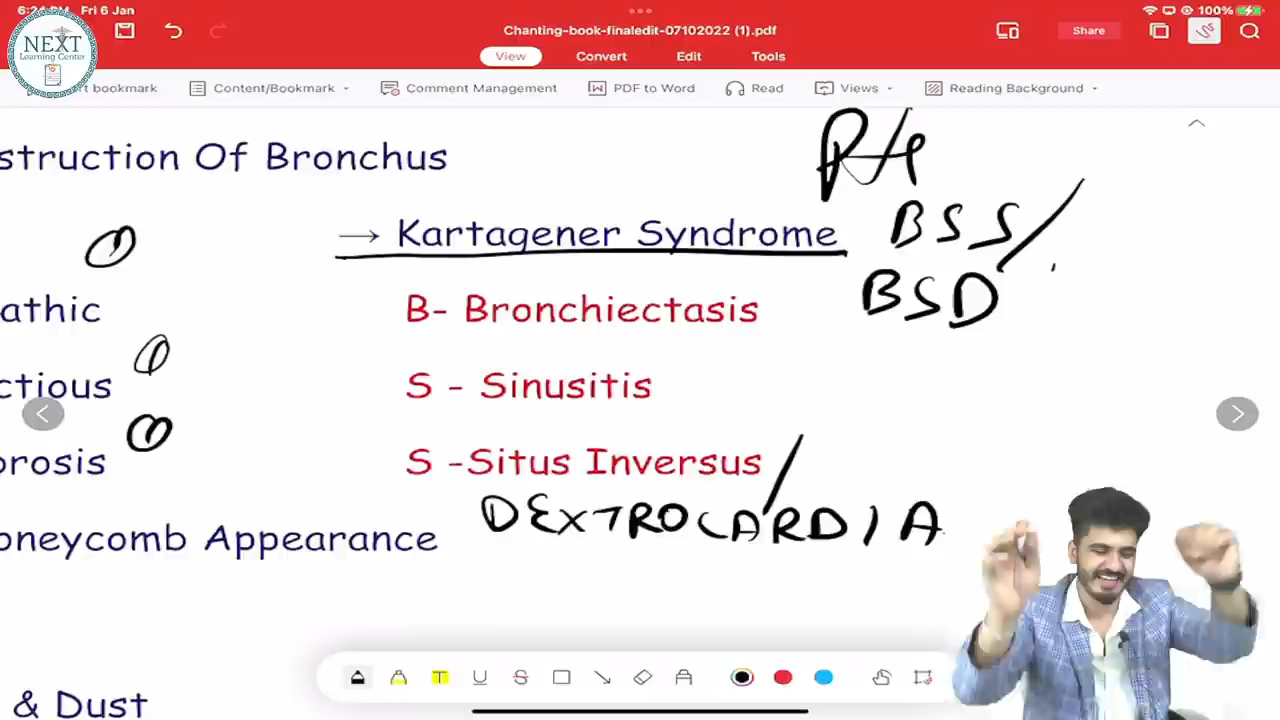 6:24 PM Fri 6 Jan
100%
NEXT
Learning Center
Chanting-book-finaledit-07102022 (1).pdf
Share
View Convert Edit Tools
bookmark Content/Bookmark Comment Management PDF to Word Read Views Reading Background
struction Of Bronchus
→ Kartagener Syndrome
BSS/
BSD
athic
B- Bronchiectasis
ctious
S - Sinusitis
rosis
S -Situs Inversus/
DEXTROCARDIA
oneycomb Appearance
& Dust